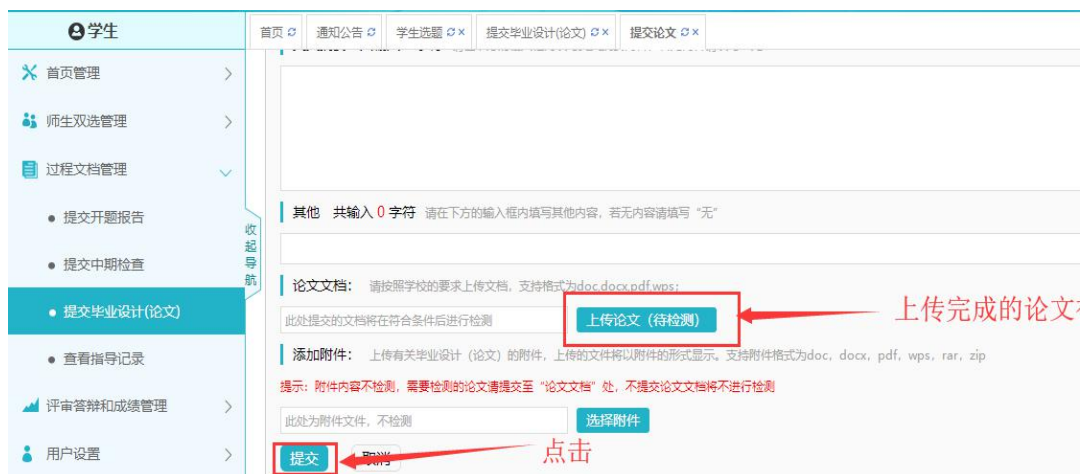 学生
首页 通知公告 学生选题 提交毕业设计(论文) 提交论文
首页管理
师生双选管理
过程文档管理
提交开题报告
提交中期检查
提交毕业设计(论文)
查看指导记录
评审答辩和成绩管理
用户设置
收起导航
其他 共输入 0 字符 请在下方的输入框内填写其他内容，若无内容请填写“无”
论文文档： 请按照学校的要求上传文档，支持格式为doc,docx,pdf,wps;
此处提交的文档将在符合条件后进行检测 上传论文（待检测）
上传完成的论文
添加附件： 上传有关毕业设计（论文）的附件，上传的文件将以附件的形式显示。支持附件格式为doc, docx, pdf, wps, rar, zip
提示：附件内容不检测，需要检测的论文请提交至“论文文档”处，不提交论文文档将不进行检测
此处为附件文件，不检测 选择附件
提交 取消 点击